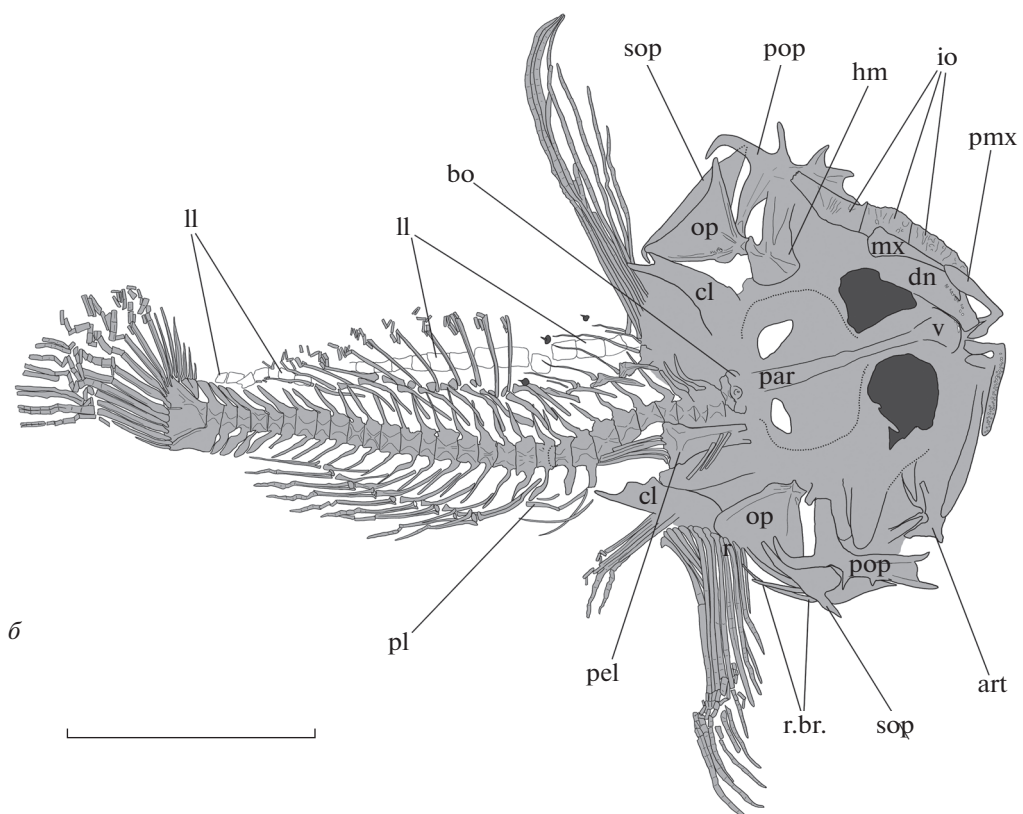 sop
pop
hm
io
pmx
bo
ll
ll
op
mx
dn
cl
v
par
cl
op
r
pop
б
pl
pel
r.br.
sop
art